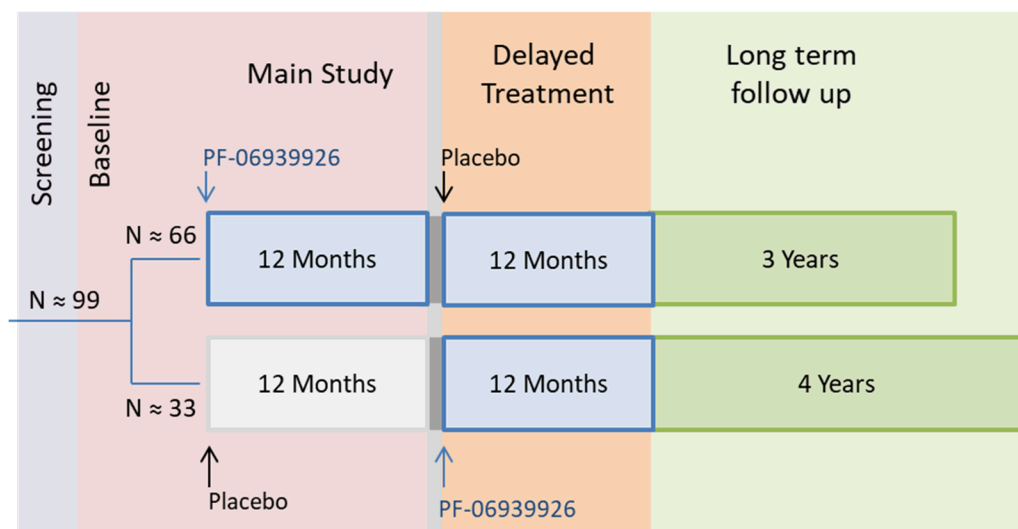 Screening
Baseline
Main Study
Delayed
Treatment
Long term
follow up
PF-06939926
Placebo
N ≈ 66
12 Months
12 Months
3 Years
N ≈ 99
12 Months
12 Months
4 Years
N ≈ 33
Placebo
PF-06939926